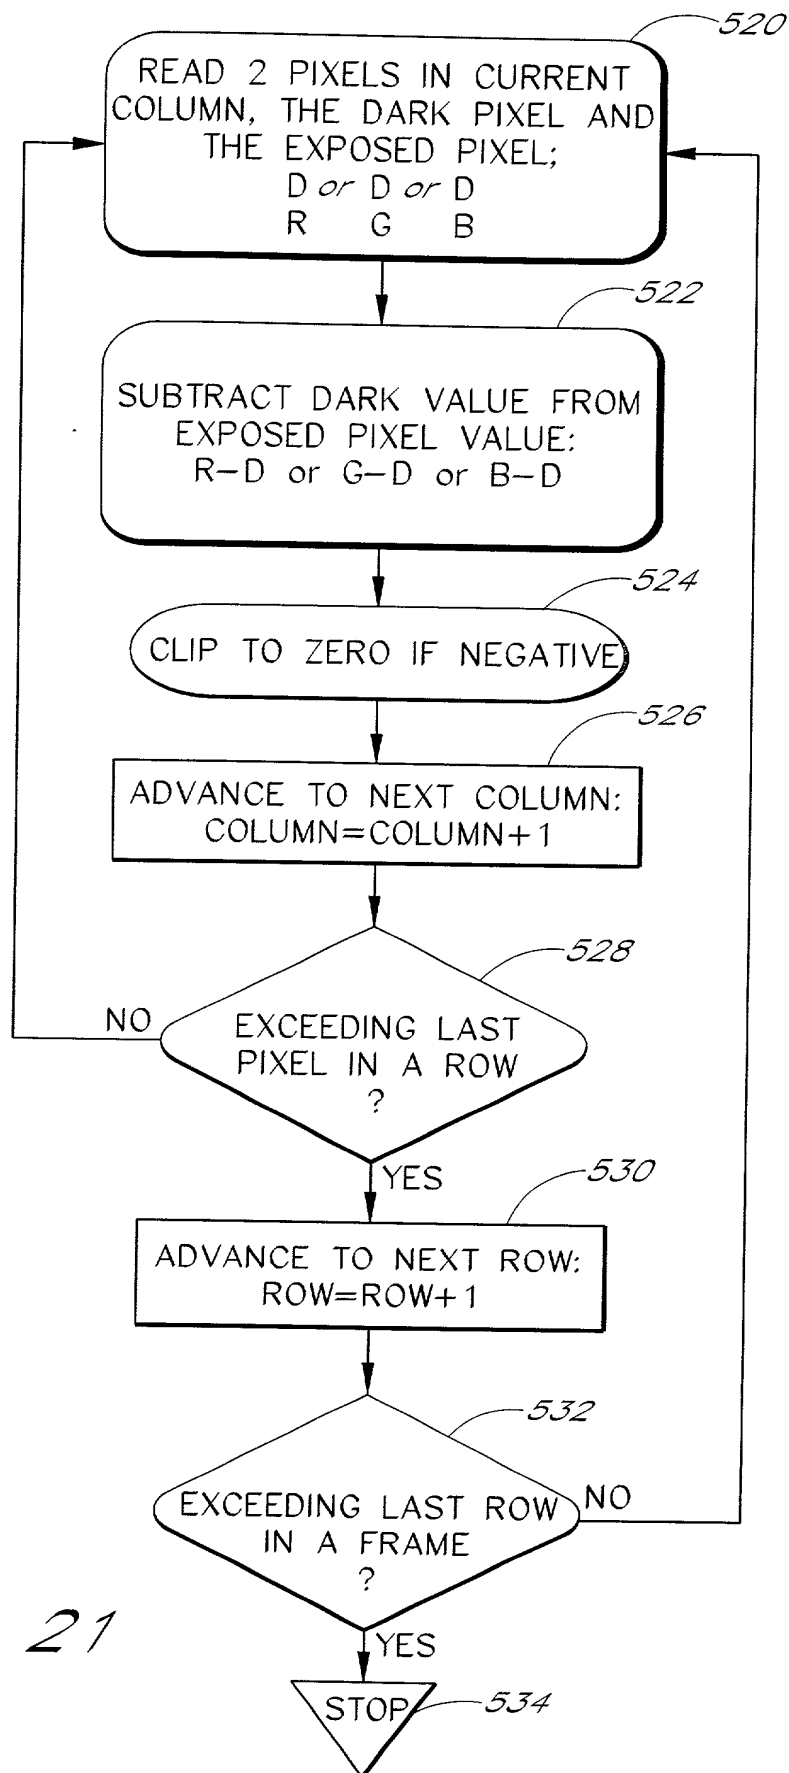 520
READ 2 PIXELS IN CURRENT
COLUMN, THE DARK PIXEL AND
THE EXPOSED PIXEL;
D or D or D
R G B
522
SUBTRACT DARK VALUE FROM
EXPOSED PIXEL VALUE:
R-D or G-D or B-D
524
CLIP TO ZERO IF NEGATIVE
526
ADVANCE TO NEXT COLUMN:
COLUMN=COLUMN+1
528
NO
EXCEEDING LAST
PIXEL IN A ROW
?
YES
530
ADVANCE TO NEXT ROW:
ROW=ROW+1
532
EXCEEDING LAST ROW
IN A FRAME
?
NO
21
YES
STOP
534